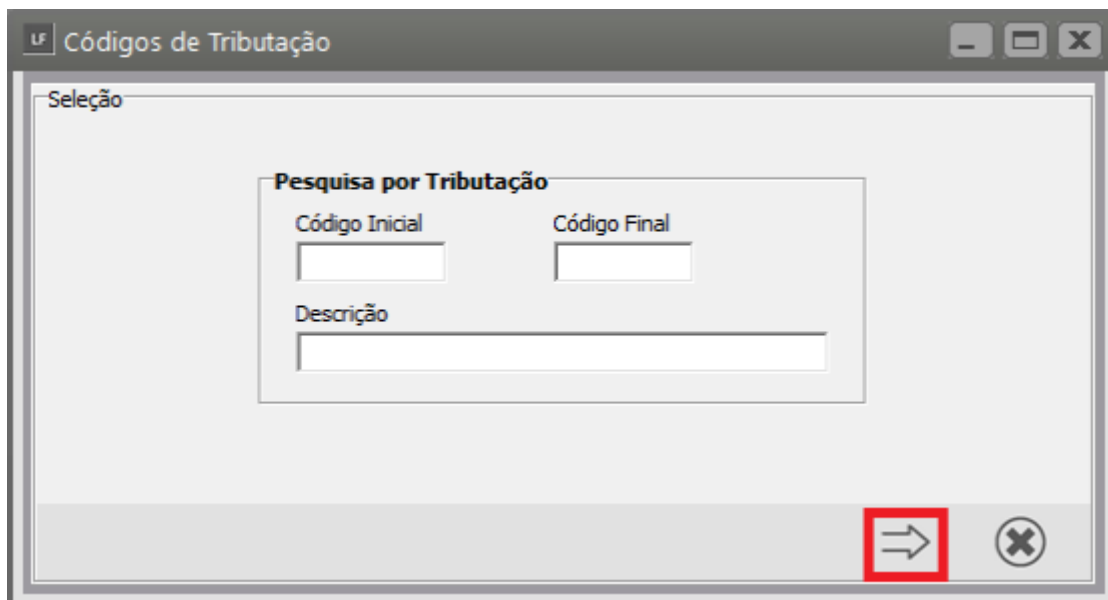 LF Códigos de Tributação
Seleção
Pesquisa por Tributação
Código Inicial Código Final
Descrição